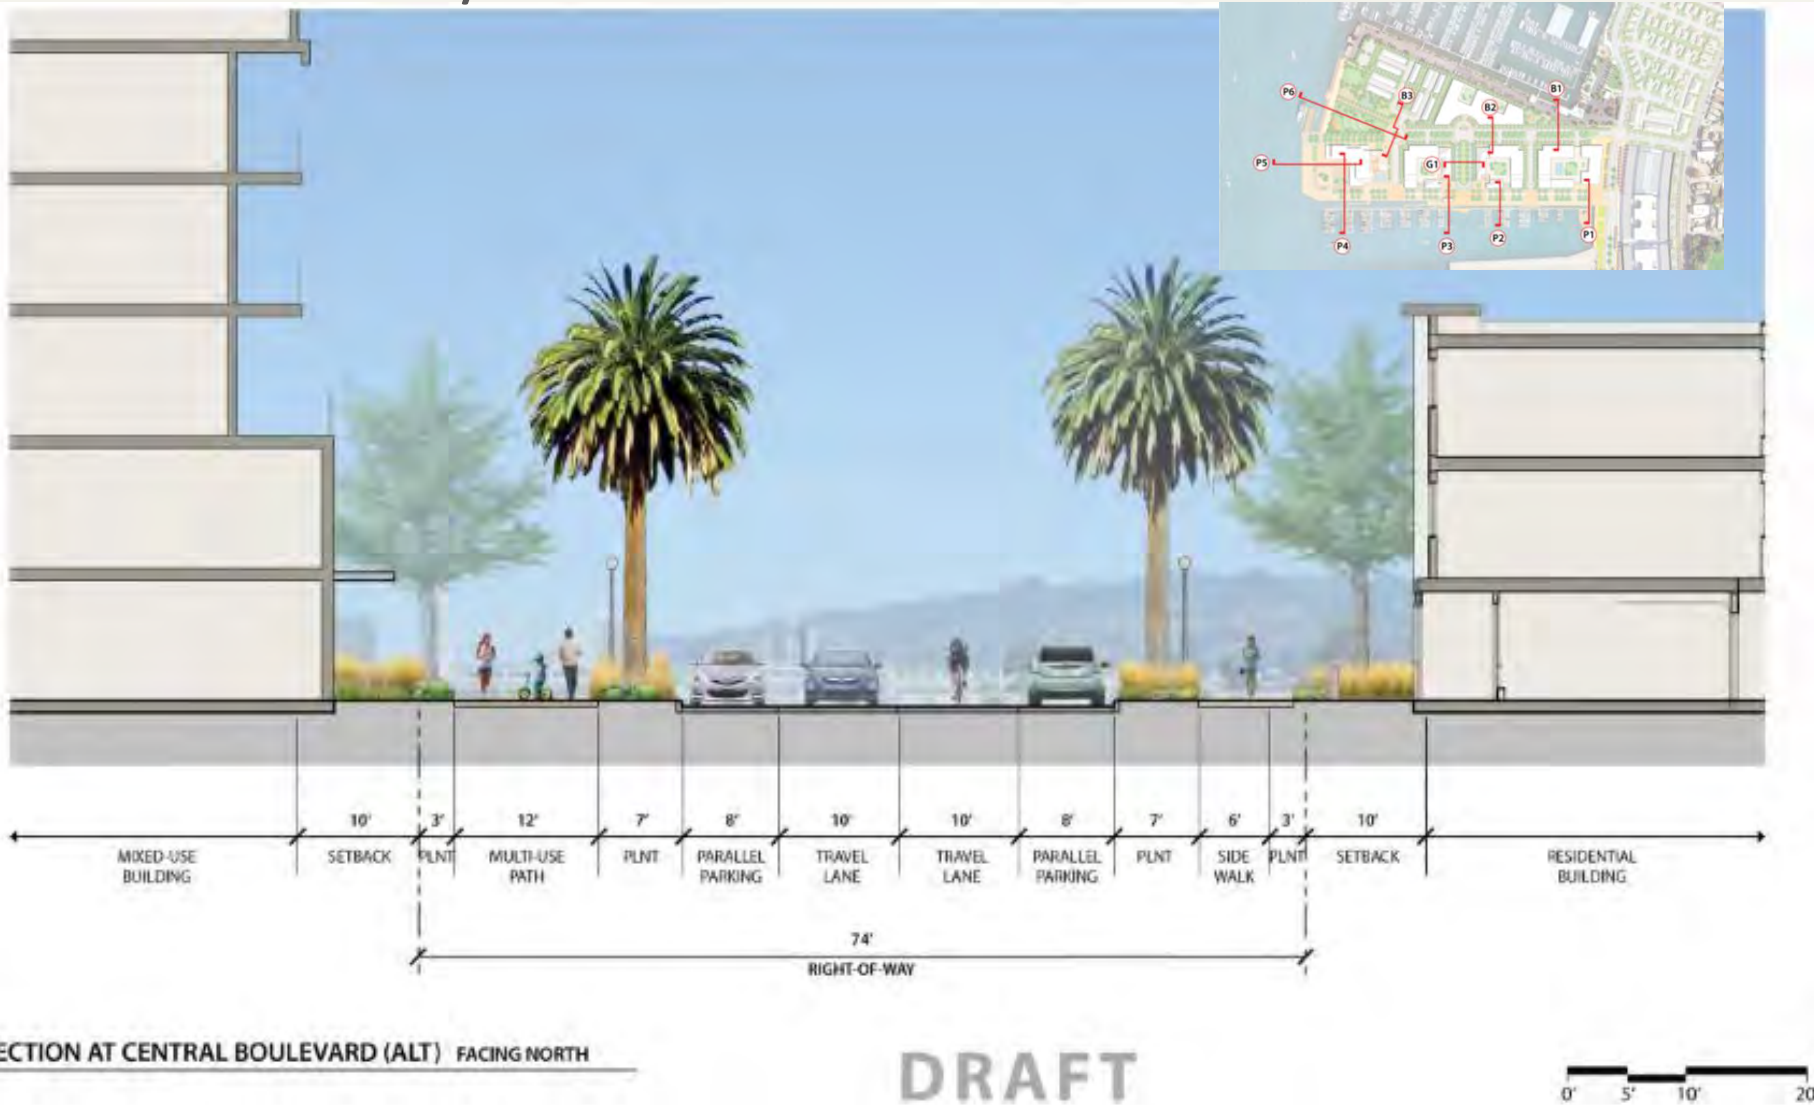 P6
B3
B2
B1
P5
G1
P4
P3
P2
P1
10' 3' 12' 7' 8' 10' 10' 8' 7' 6' 3' 10'
MIXED-USE SETBACK PLNT MULTI-USE PLNT PARALLEL TRAVEL TRAVEL PARALLEL PLNT SIDE PLNT SETBACK RESIDENTIAL
BUILDING PATH PARKING LANE LANE PARKING WALK BUILDING
74'
RIGHT-OF-WAY
ECTION AT CENTRAL BOULEVARD (ALT) FACING NORTH
DRAFT
0' 5' 10' 20